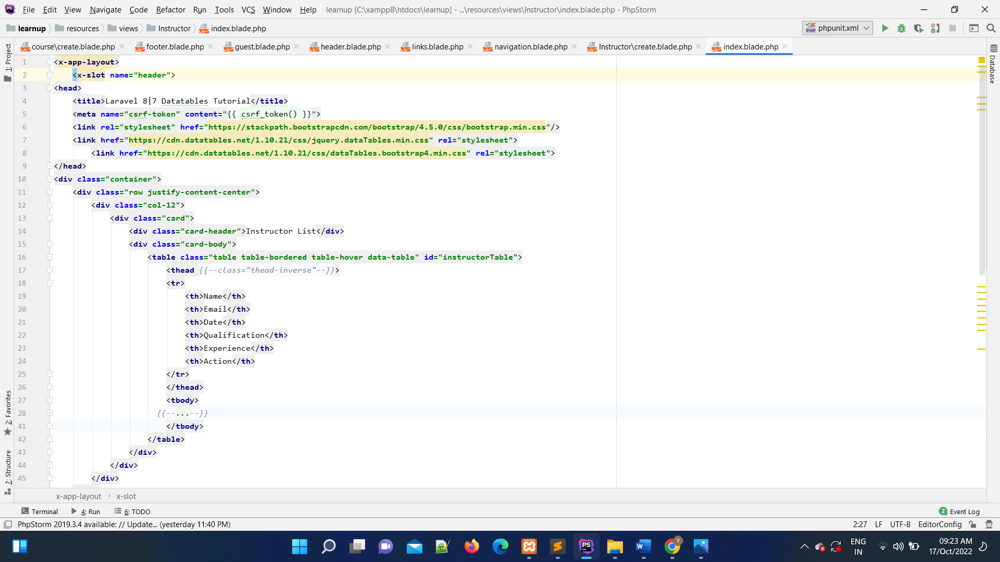 File Edit View Navigate Code Refactor Run Tools VCS Window Help learnup [C:\xampp8\htdocs\learnup] - ...\resources\views\Instructor\index.blade.php - PhpStorm
learnup resources views Instructor index.blade.php phpunit.xml
course\create.blade.php footer.blade.php guest.blade.php header.blade.php links.blade.php navigation.blade.php Instructor\create.blade.php index.blade.php
1: Project
Database
1 <x-app-layout>
2 <x-slot name="header">
3 <head>
4 <title>Laravel 8|7 Datatables Tutorial</title>
5 <meta name="csrf-token" content="{{ csrf_token() }}">
6 <link rel="stylesheet" href="https://stackpath.bootstrapcdn.com/bootstrap/4.5.0/css/bootstrap.min.css"/>
7 <link href="https://cdn.datatables.net/1.10.21/css/jquery.dataTables.min.css" rel="stylesheet">
8 <link href="https://cdn.datatables.net/1.10.21/css/dataTables.bootstrap4.min.css" rel="stylesheet">
9 </head>
10 <div class="container">
11 <div class="row justify-content-center">
12 <div class="col-12">
13 <div class="card">
14 <div class="card-header">Instructor List</div>
15 <div class="card-body">
16 <table class="table table-bordered table-hover data-table" id="instructorTable">
17 <thead {{--class="thead-inverse"--}}>
18 <tr>
19 <th>Name</th>
20 <th>Email</th>
21 <th>Date</th>
22 <th>Qualification</th>
23 <th>Experience</th>
24 <th>Action</th>
25 </tr>
26 </thead>
27 <tbody>
28 {{--...--}}
41 </tbody>
42 </table>
43 </div>
44 </div>
45 </div>
2: Favorites
7: Structure
x-app-layout › x-slot
Terminal 4: Run 6: TODO 2 Event Log
PhpStorm 2019.3.4 available: // Update... (yesterday 11:40 PM) 2:27 LF UTF-8 EditorConfig
ENG
IN
09:23 AM
17/Oct/2022